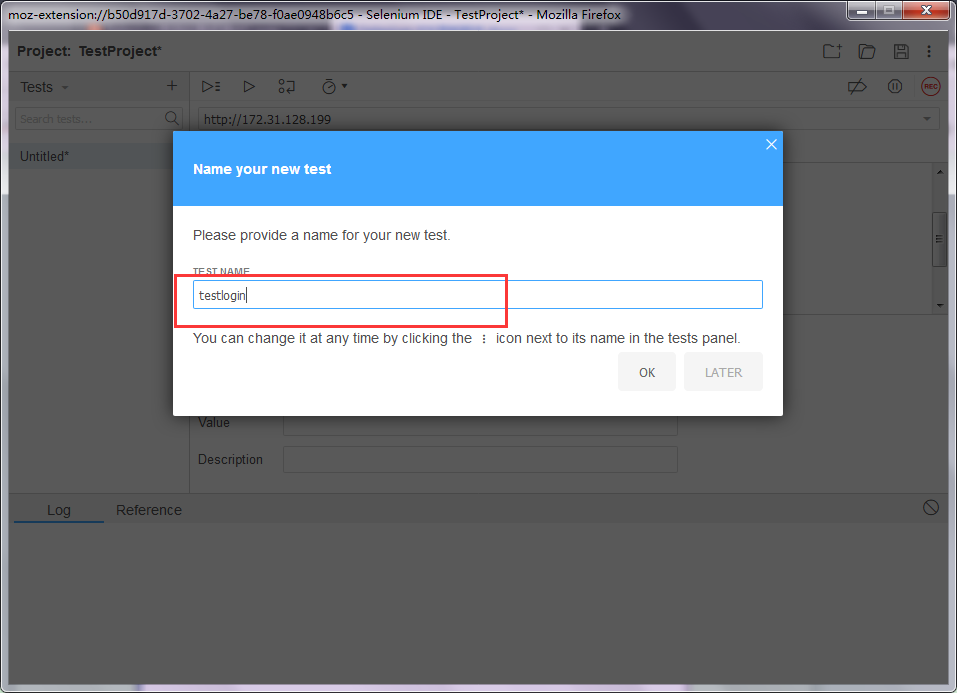 moz-extension://b50d917d-3702-4a27-be78-f0ae0948b6c5 - Selenium IDE - TestProject* - Mozilla Firefox
Project: TestProject*
Tests
REC
Search tests...
http://172.31.128.199
Untitled*
Name your new test
Please provide a name for your new test.
TEST NAME
testlogin
You can change it at any time by clicking the ⋮ icon next to its name in the tests panel.
OK
LATER
Value
Description
Log
Reference